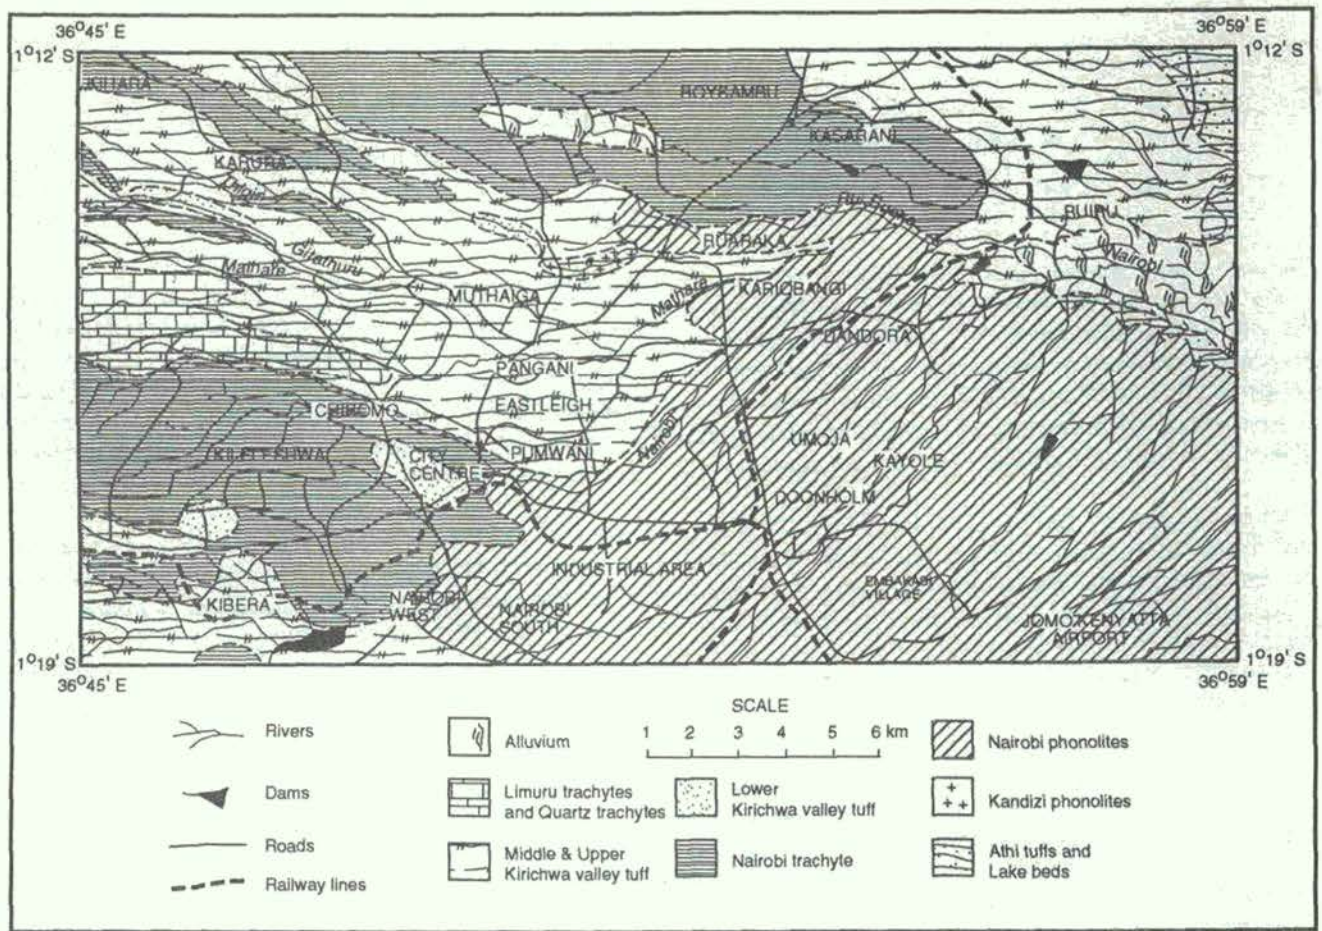 36°45' E
36°59' E
1°12' S
1°12' S
KIHARA
ROYSAMBU
KASARANI
KARURA
Rui Ruaka
RUIRU
RUARAKA
Nairobi
Gitathuru
Mathare
Mathare
KARIOBANGI
MUTHAIGA
DANDORA
PANGANI
EASTLEIGH
CHIROMO
Nairobi
UMOJA
KILELESHWA
CITY
CENTRE
PUMWANI
KAYOLE
DOONHOLM
INDUSTRIAL AREA
EMBAKASI
VILLAGE
KIBERA
NAIROBI
WEST
NAIROBI
SOUTH
JOMO KENYATTA
AIRPORT
1°19' S
1°19' S
36°45' E
36°59' E
SCALE
1 2 3 4 5 6 km
Rivers
Dams
Roads
Railway lines
Alluvium
Limuru trachytes
and Quartz trachytes
Middle & Upper
Kirichwa valley tuff
Lower
Kirichwa valley tuff
Nairobi trachyte
Nairobi phonolites
Kandizi phonolites
Athi tuffs and
Lake beds